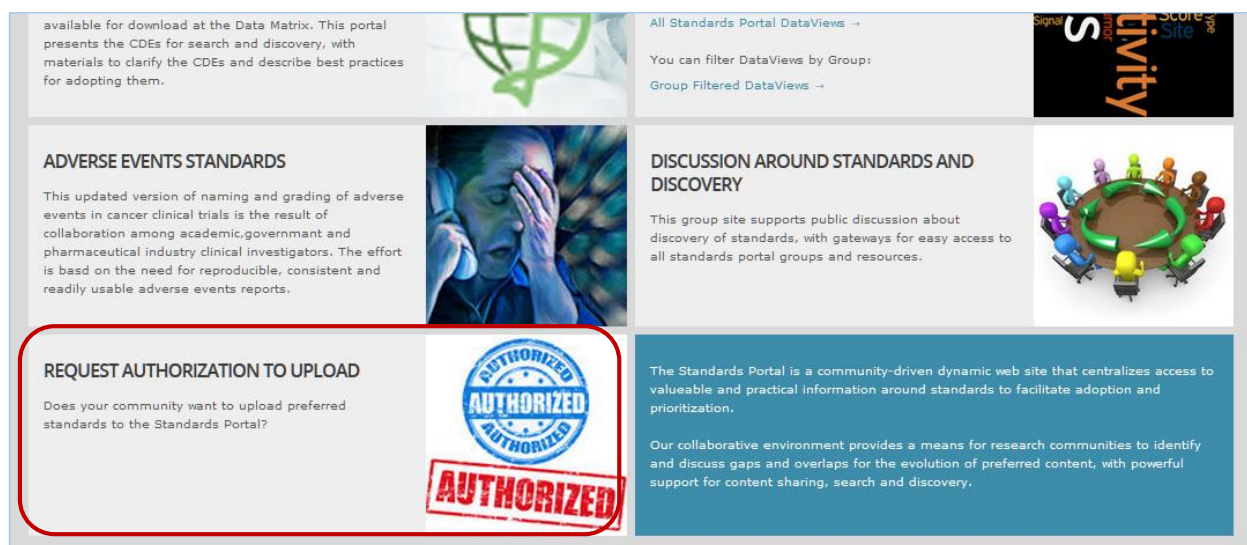 available for download at the Data Matrix. This portal
presents the CDEs for search and discovery, with
materials to clarify the CDEs and describe best practices
for adopting them.
All Standards Portal DataViews →
You can filter DataViews by Group:
Group Filtered DataViews →
Signal
S
tivity
Score
Site
ADVERSE EVENTS STANDARDS
This updated version of naming and grading of adverse
events in cancer clinical trials is the result of
collaboration among academic,governmant and
pharmaceutical industry clinical investigators. The effort
is basd on the need for reproducible, consistent and
readily usable adverse events reports.
DISCUSSION AROUND STANDARDS AND
DISCOVERY
This group site supports public discussion about
discovery of standards, with gateways for easy access to
all standards portal groups and resources.
REQUEST AUTHORIZATION TO UPLOAD
Does your community want to upload preferred
standards to the Standards Portal?
AUTHORIZED
AUTHORIZED
AUTHORIZED
AUTHORIZED
The Standards Portal is a community-driven dynamic web site that centralizes access to
valueable and practical information around standards to facilitate adoption and
prioritization.
Our collaborative environment provides a means for research communities to identify
and discuss gaps and overlaps for the evolution of preferred content, with powerful
support for content sharing, search and discovery.